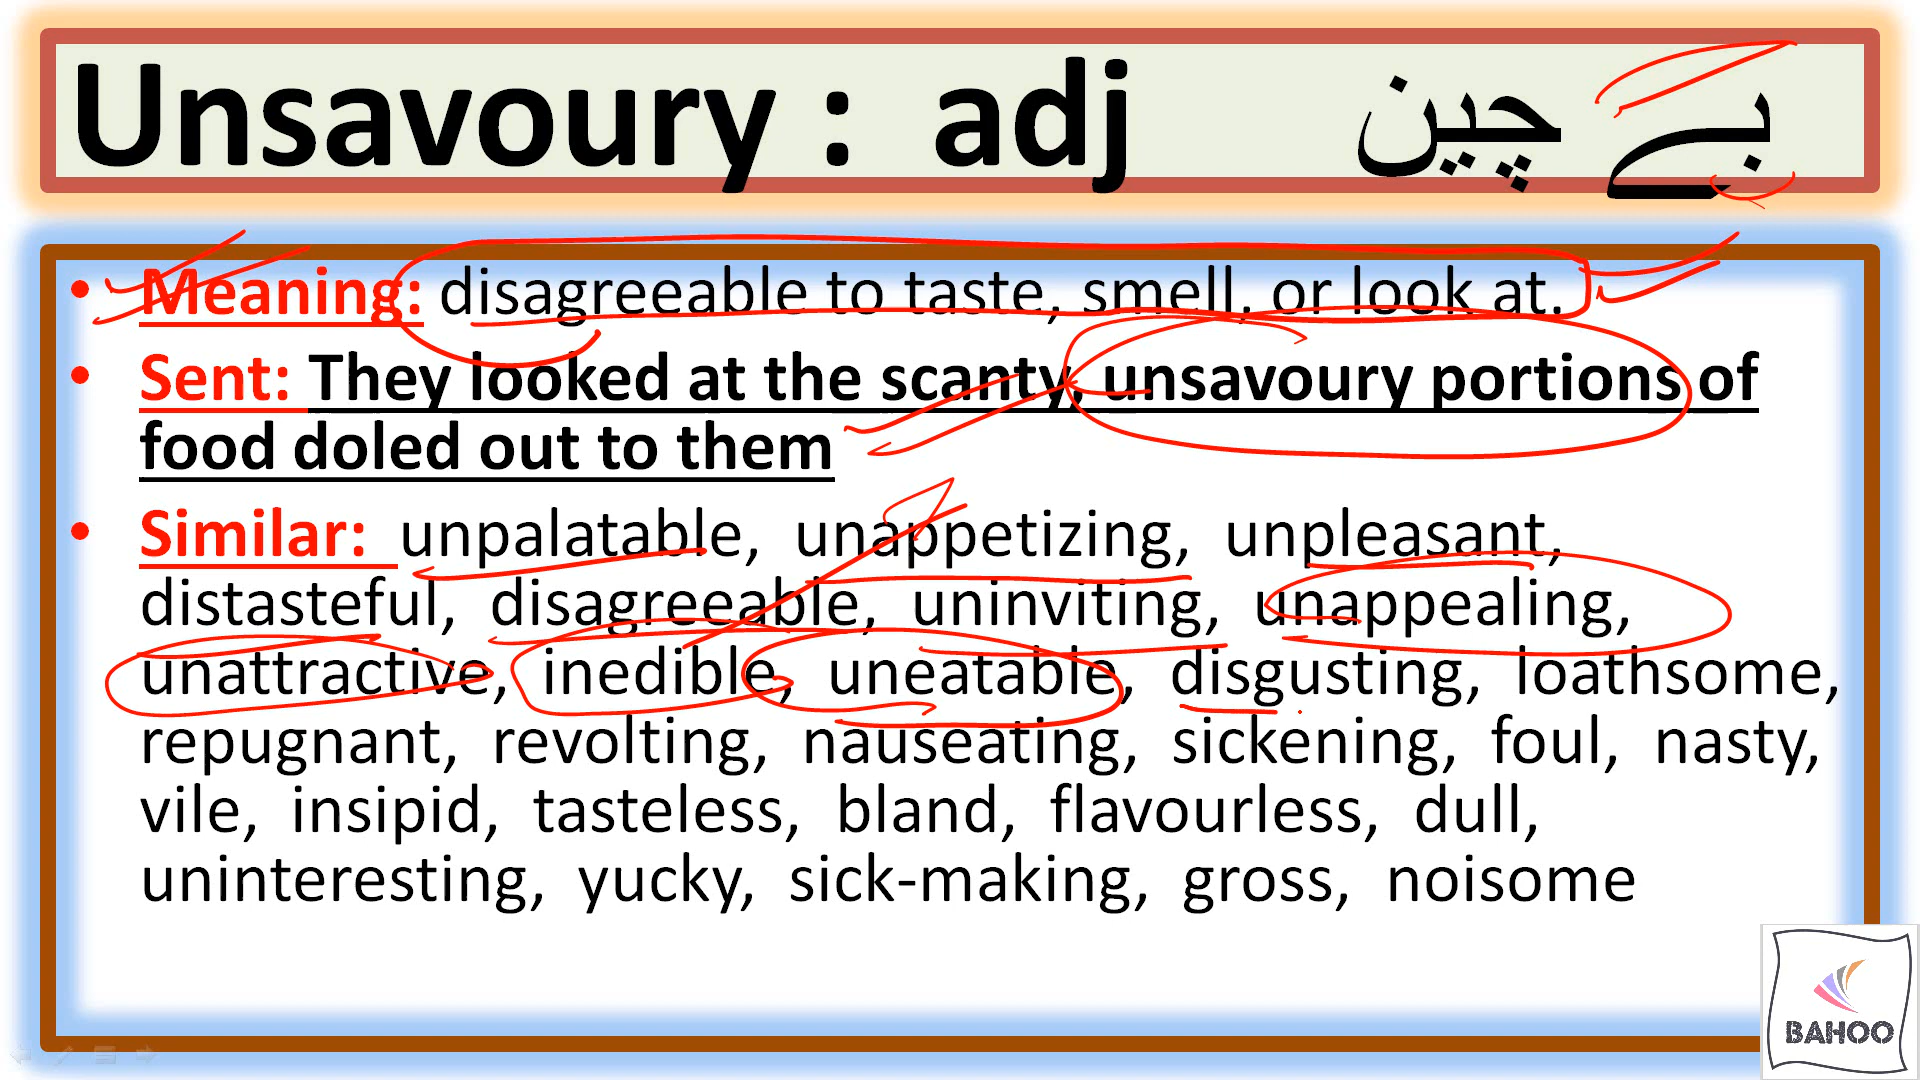 Unsavoury : adj بے چین
• Meaning: disagreeable to taste, smell, or look at.
• Sent: They looked at the scanty, unsavoury portions of
food doled out to them
• Similar: unpalatable, unappetizing, unpleasant,
distasteful, disagreeable, uninviting, unappealing,
unattractive, inedible, uneatable, disgusting, loathsome,
repugnant, revolting, nauseating, sickening, foul, nasty,
vile, insipid, tasteless, bland, flavourless, dull,
uninteresting, yucky, sick-making, gross, noisome
BAHOO